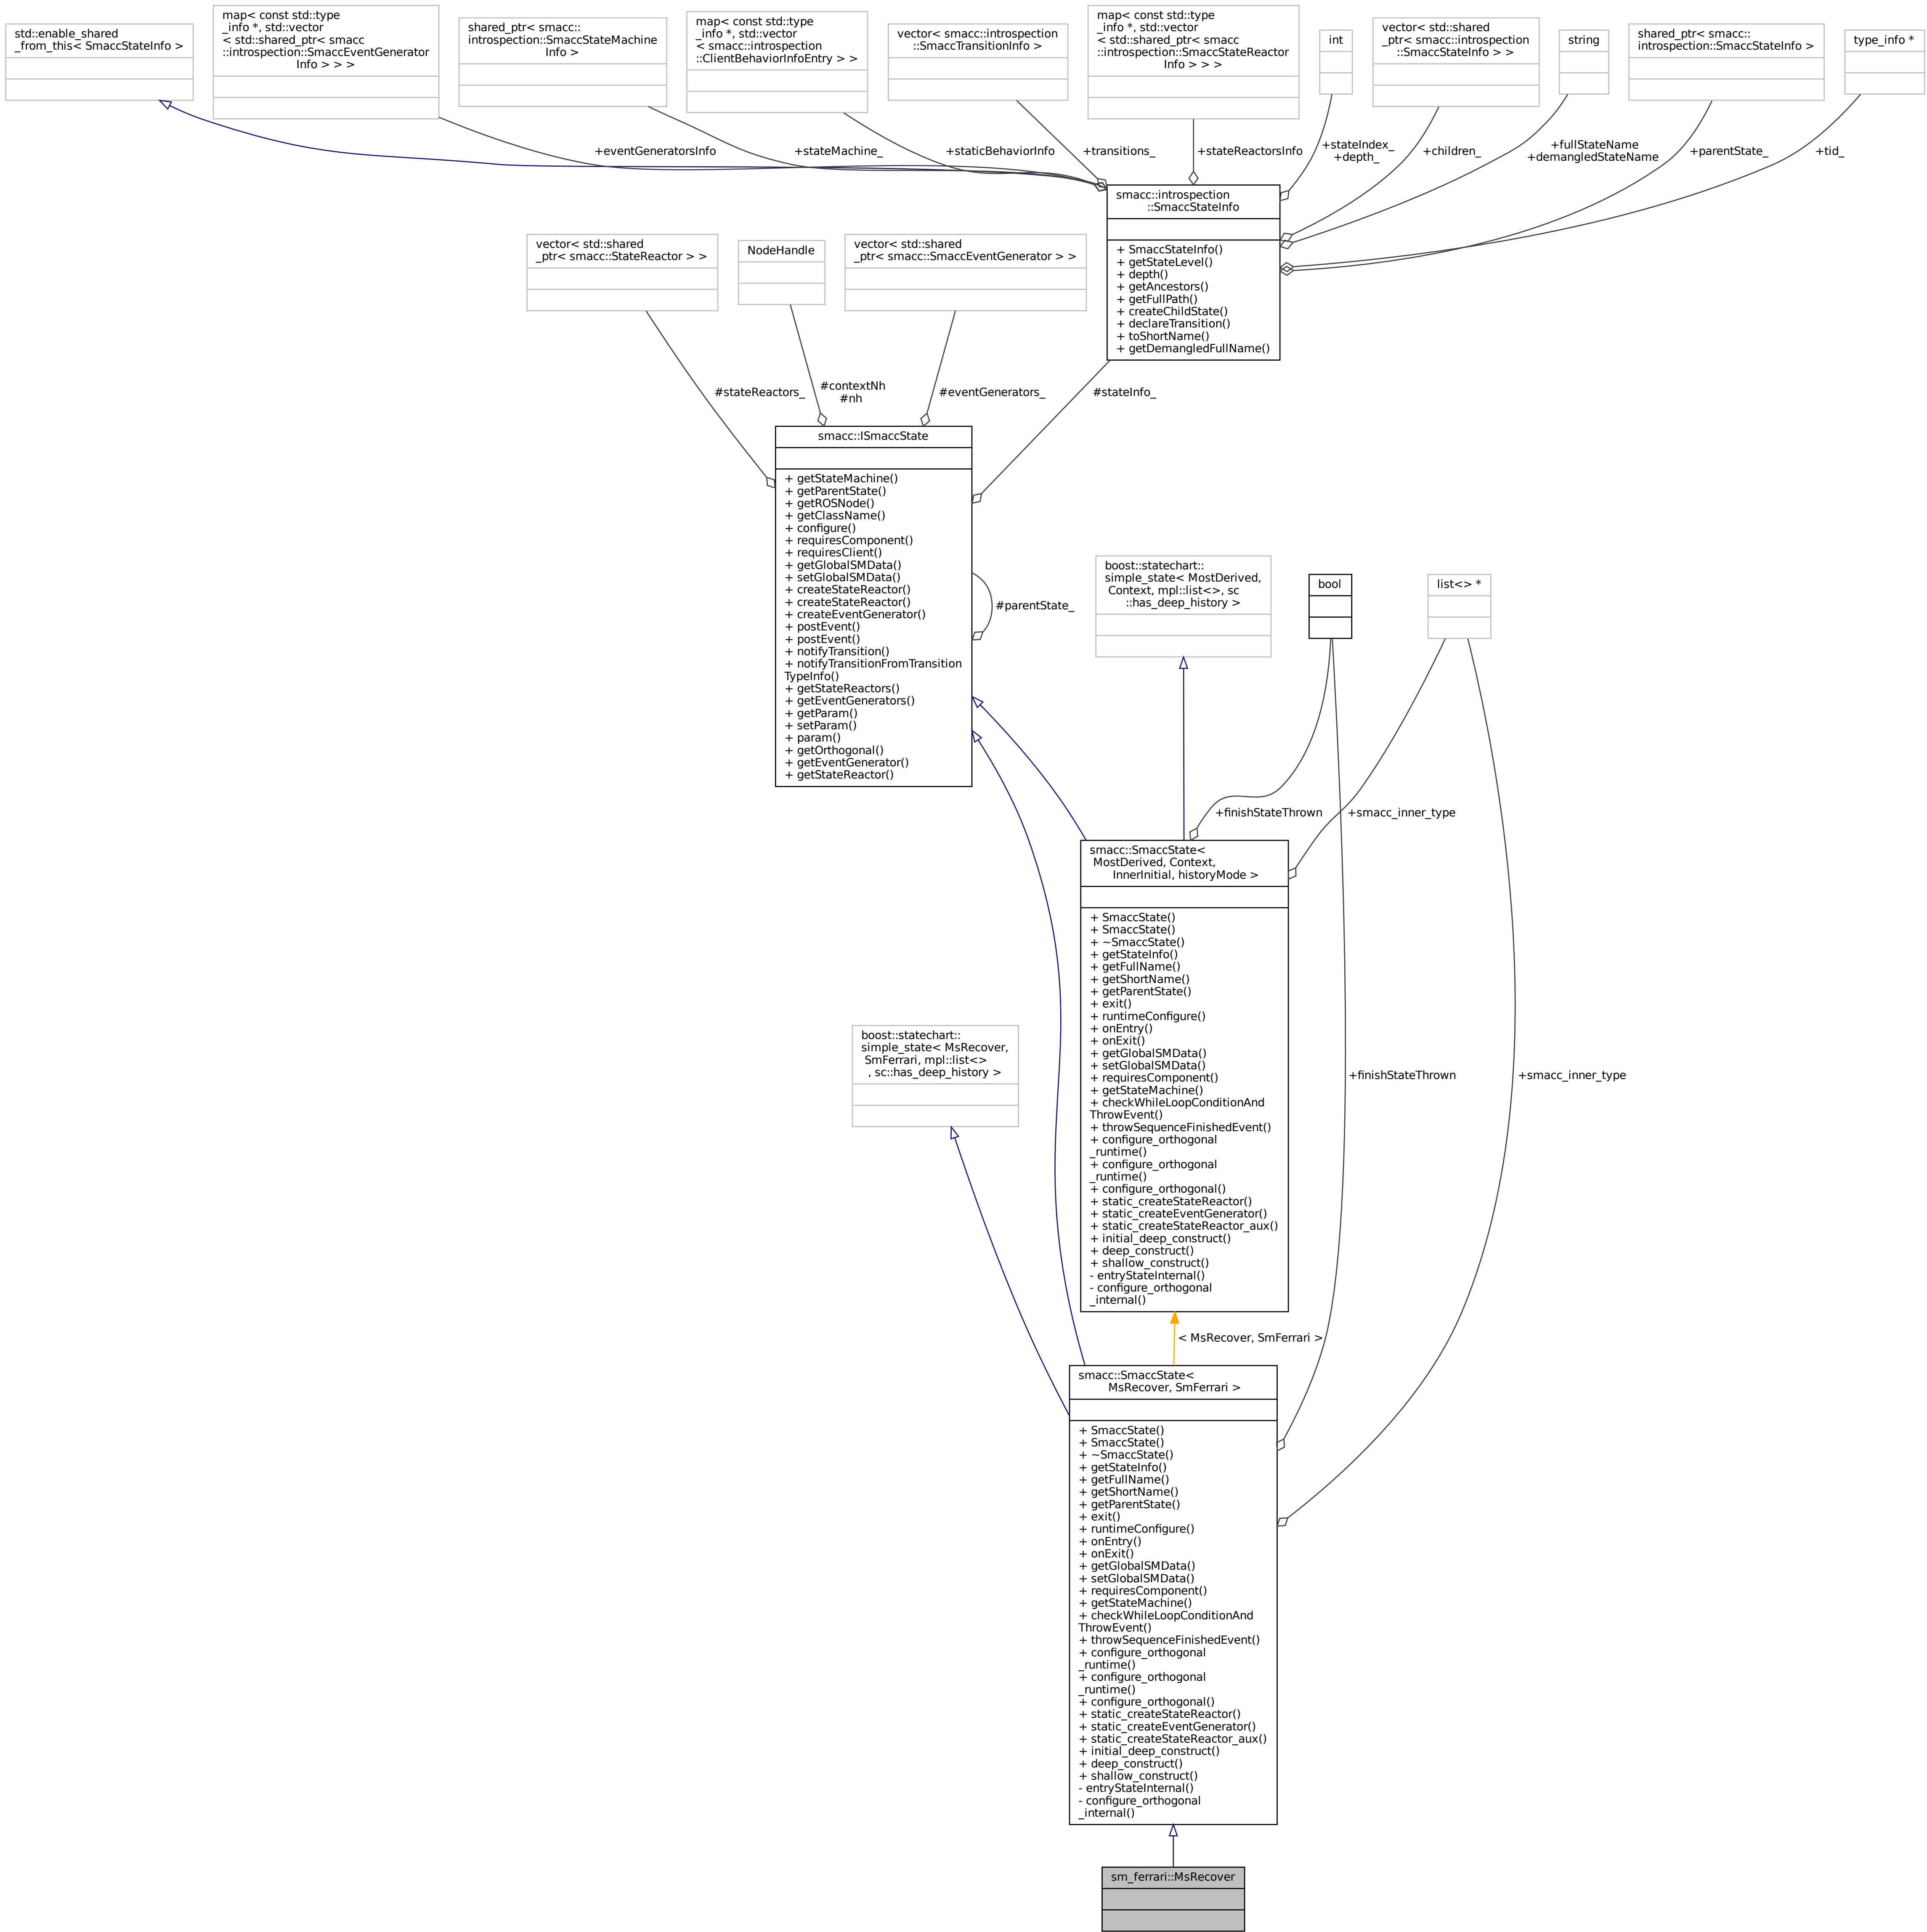 std::enable_shared
_from_this< SmaccStateInfo >
map< const std::type
_info *, std::vector
< std::shared_ptr< smacc
::introspection::SmaccEventGenerator
Info > > >
shared_ptr< smacc::
introspection::SmaccStateMachine
Info >
map< const std::type
_info *, std::vector
< smacc::introspection
::ClientBehaviorInfoEntry > >
vector< smacc::introspection
::SmaccTransitionInfo >
map< const std::type
_info *, std::vector
< std::shared_ptr< smacc
::introspection::SmaccStateReactor
Info > > >
int
vector< std::shared
_ptr< smacc::introspection
::SmaccStateInfo > >
string
shared_ptr< smacc::
introspection::SmaccStateInfo >
type_info *
+eventGeneratorsInfo
+stateMachine_
+staticBehaviorInfo
+transitions_
+stateReactorsInfo
+stateIndex_
+depth_
+children_
+fullStateName
+demangledStateName
+parentState_
+tid_
smacc::introspection
::SmaccStateInfo
+ SmaccStateInfo()
+ getStateLevel()
+ depth()
+ getAncestors()
+ getFullPath()
+ createChildState()
+ declareTransition()
+ toShortName()
+ getDemangledFullName()
vector< std::shared
_ptr< smacc::StateReactor > >
NodeHandle
vector< std::shared
_ptr< smacc::SmaccEventGenerator > >
#stateReactors_
#contextNh
#nh
#eventGenerators_
#stateInfo_
smacc::ISmaccState
+ getStateMachine()
+ getParentState()
+ getROSNode()
+ getClassName()
+ configure()
+ requiresComponent()
+ requiresClient()
+ getGlobalSMData()
+ setGlobalSMData()
+ createStateReactor()
+ createStateReactor()
+ createEventGenerator()
+ postEvent()
+ postEvent()
+ notifyTransition()
+ notifyTransitionFromTransition
TypeInfo()
+ getStateReactors()
+ getEventGenerators()
+ getParam()
+ setParam()
+ param()
+ getOrthogonal()
+ getEventGenerator()
+ getStateReactor()
#parentState_
boost::statechart::
simple_state< MostDerived,
Context, mpl::list<>, sc
::has_deep_history >
bool
list<> *
+finishStateThrown
+smacc_inner_type
smacc::SmaccState<
MostDerived, Context,
InnerInitial, historyMode >
+ SmaccState()
+ SmaccState()
+ ~SmaccState()
+ getStateInfo()
+ getFullName()
+ getShortName()
+ getParentState()
+ exit()
+ runtimeConfigure()
+ onEntry()
+ onExit()
+ getGlobalSMData()
+ setGlobalSMData()
+ requiresComponent()
+ getStateMachine()
+ checkWhileLoopConditionAnd
ThrowEvent()
+ throwSequenceFinishedEvent()
+ configure_orthogonal
_runtime()
+ configure_orthogonal
_runtime()
+ configure_orthogonal()
+ static_createStateReactor()
+ static_createEventGenerator()
+ static_createStateReactor_aux()
+ initial_deep_construct()
+ deep_construct()
+ shallow_construct()
- entryStateInternal()
- configure_orthogonal
_internal()
boost::statechart::
simple_state< MsRecover,
SmFerrari, mpl::list<>
, sc::has_deep_history >
+finishStateThrown
+smacc_inner_type
< MsRecover, SmFerrari >
smacc::SmaccState<
MsRecover, SmFerrari >
+ SmaccState()
+ SmaccState()
+ ~SmaccState()
+ getStateInfo()
+ getFullName()
+ getShortName()
+ getParentState()
+ exit()
+ runtimeConfigure()
+ onEntry()
+ onExit()
+ getGlobalSMData()
+ setGlobalSMData()
+ requiresComponent()
+ getStateMachine()
+ checkWhileLoopConditionAnd
ThrowEvent()
+ throwSequenceFinishedEvent()
+ configure_orthogonal
_runtime()
+ configure_orthogonal
_runtime()
+ configure_orthogonal()
+ static_createStateReactor()
+ static_createEventGenerator()
+ static_createStateReactor_aux()
+ initial_deep_construct()
+ deep_construct()
+ shallow_construct()
- entryStateInternal()
- configure_orthogonal
_internal()
sm_ferrari::MsRecover